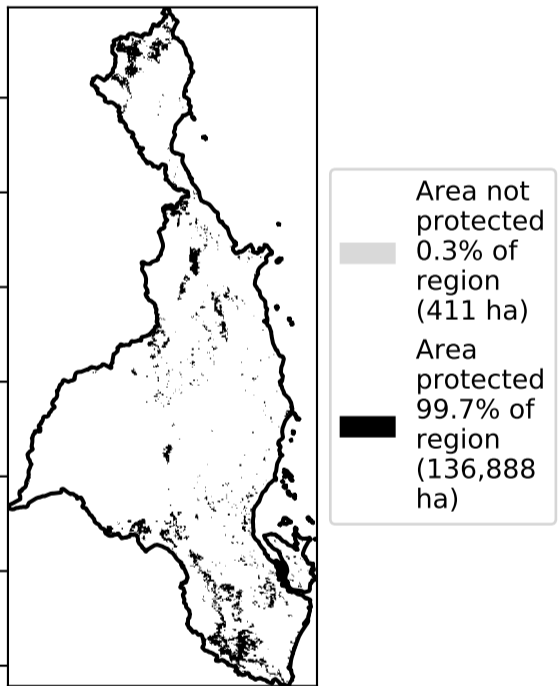 Area not
protected
0.3% of
region
(411 ha)
Area
protected
99.7% of
region
(136,888
ha)